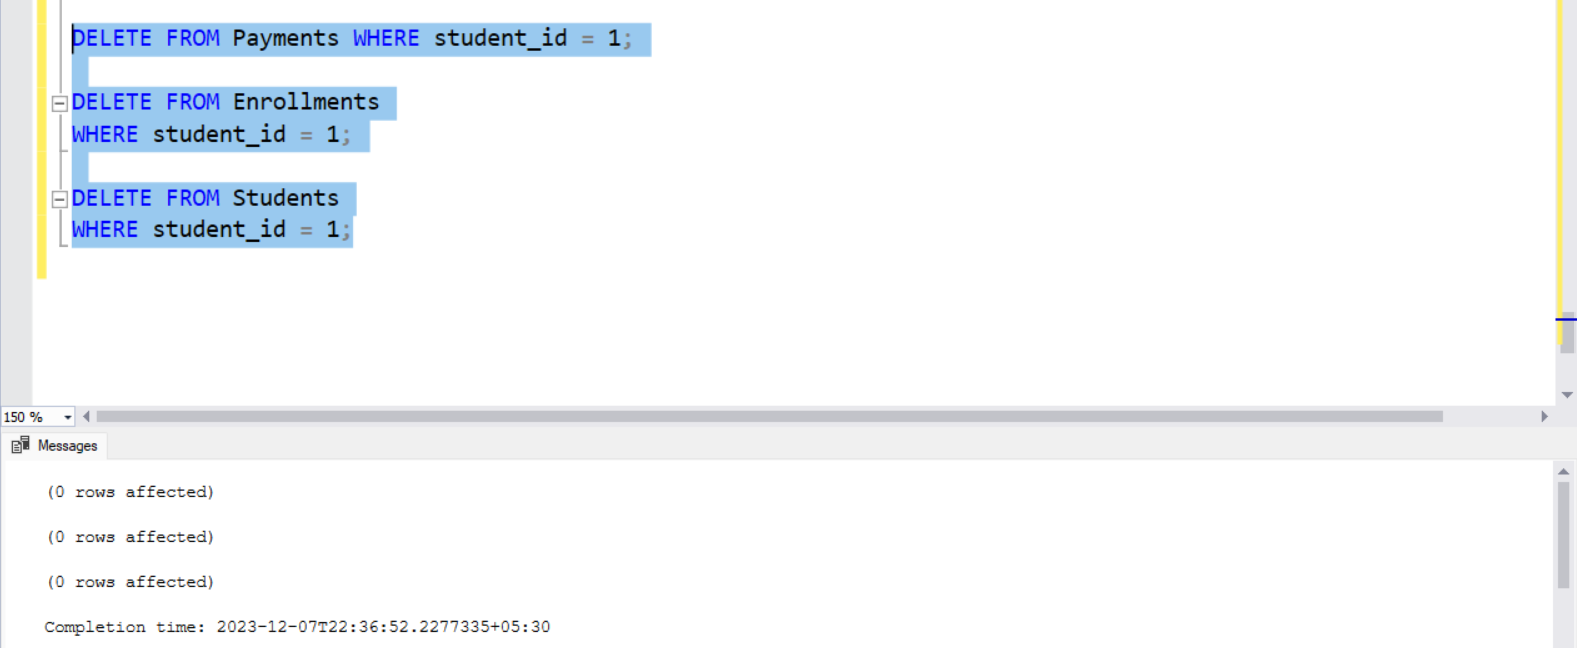 DELETE FROM Payments WHERE student_id = 1;
DELETE FROM Enrollments
WHERE student_id = 1;
DELETE FROM Students
WHERE student_id = 1;
150 %
Messages
(0 rows affected)
(0 rows affected)
(0 rows affected)
Completion time: 2023-12-07T22:36:52.2277335+05:30